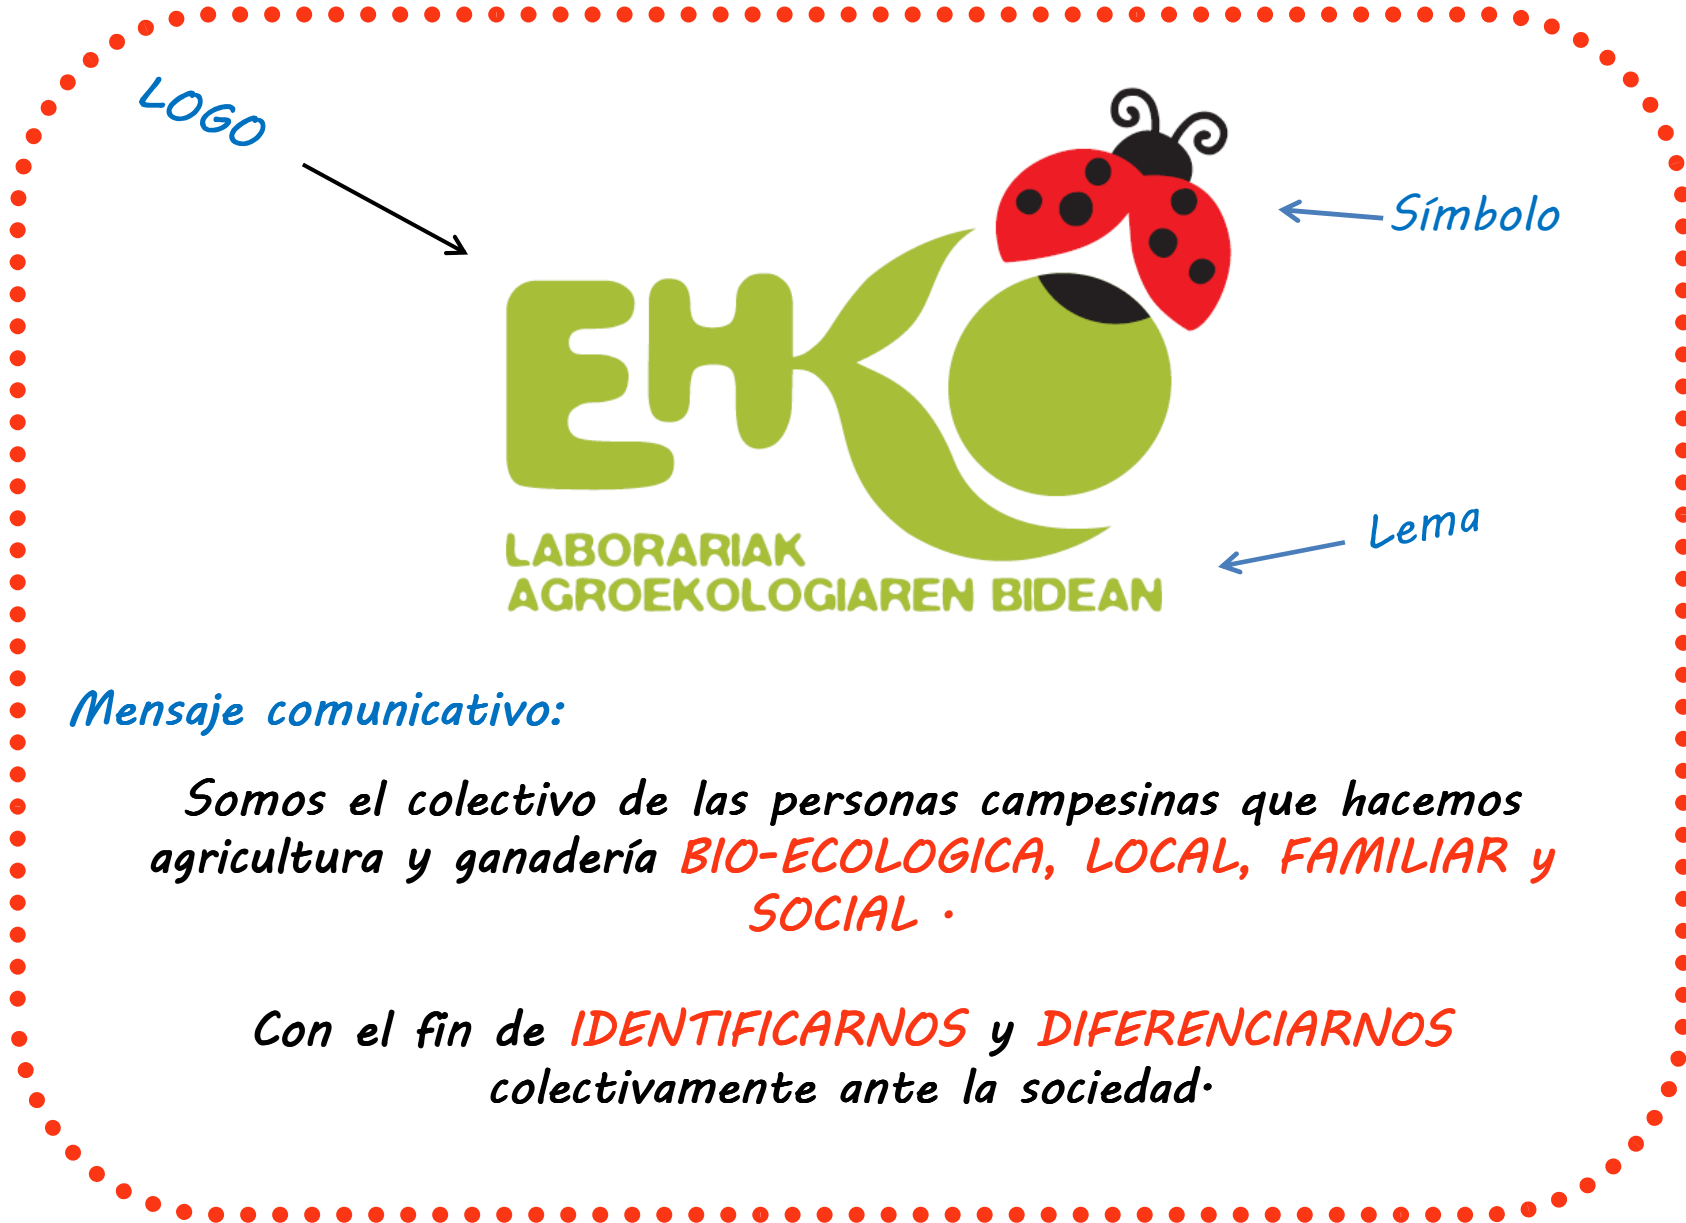 LOGO
Símbolo
EHKO
Lema
LABORARIAK
AGROEKOLOGIAREN BIDEAN
Mensaje comunicativo:
Somos el colectivo de las personas campesinas que hacemos
agricultura y ganadería BIO-ECOLOGICA, LOCAL, FAMILIAR y
SOCIAL .
Con el fin de IDENTIFICARNOS y DIFERENCIARNOS
colectivamente ante la sociedad.